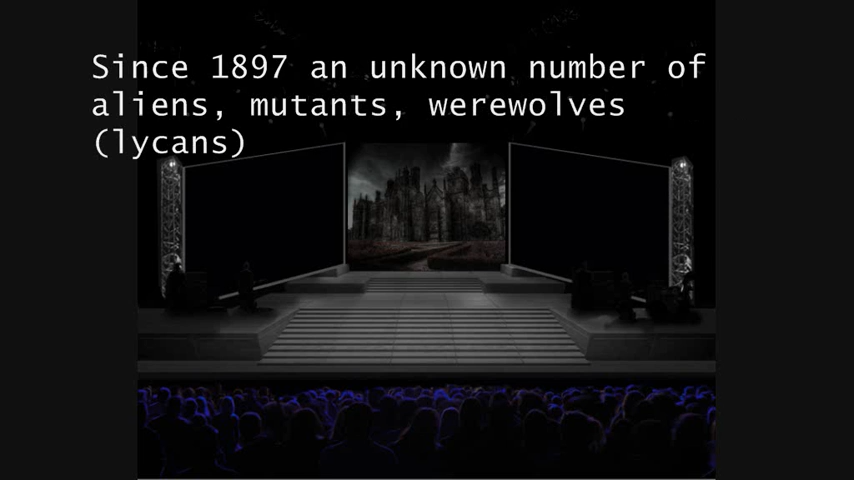 Since 1897 an unknown number of
aliens, mutants, werewolves
(lycans)